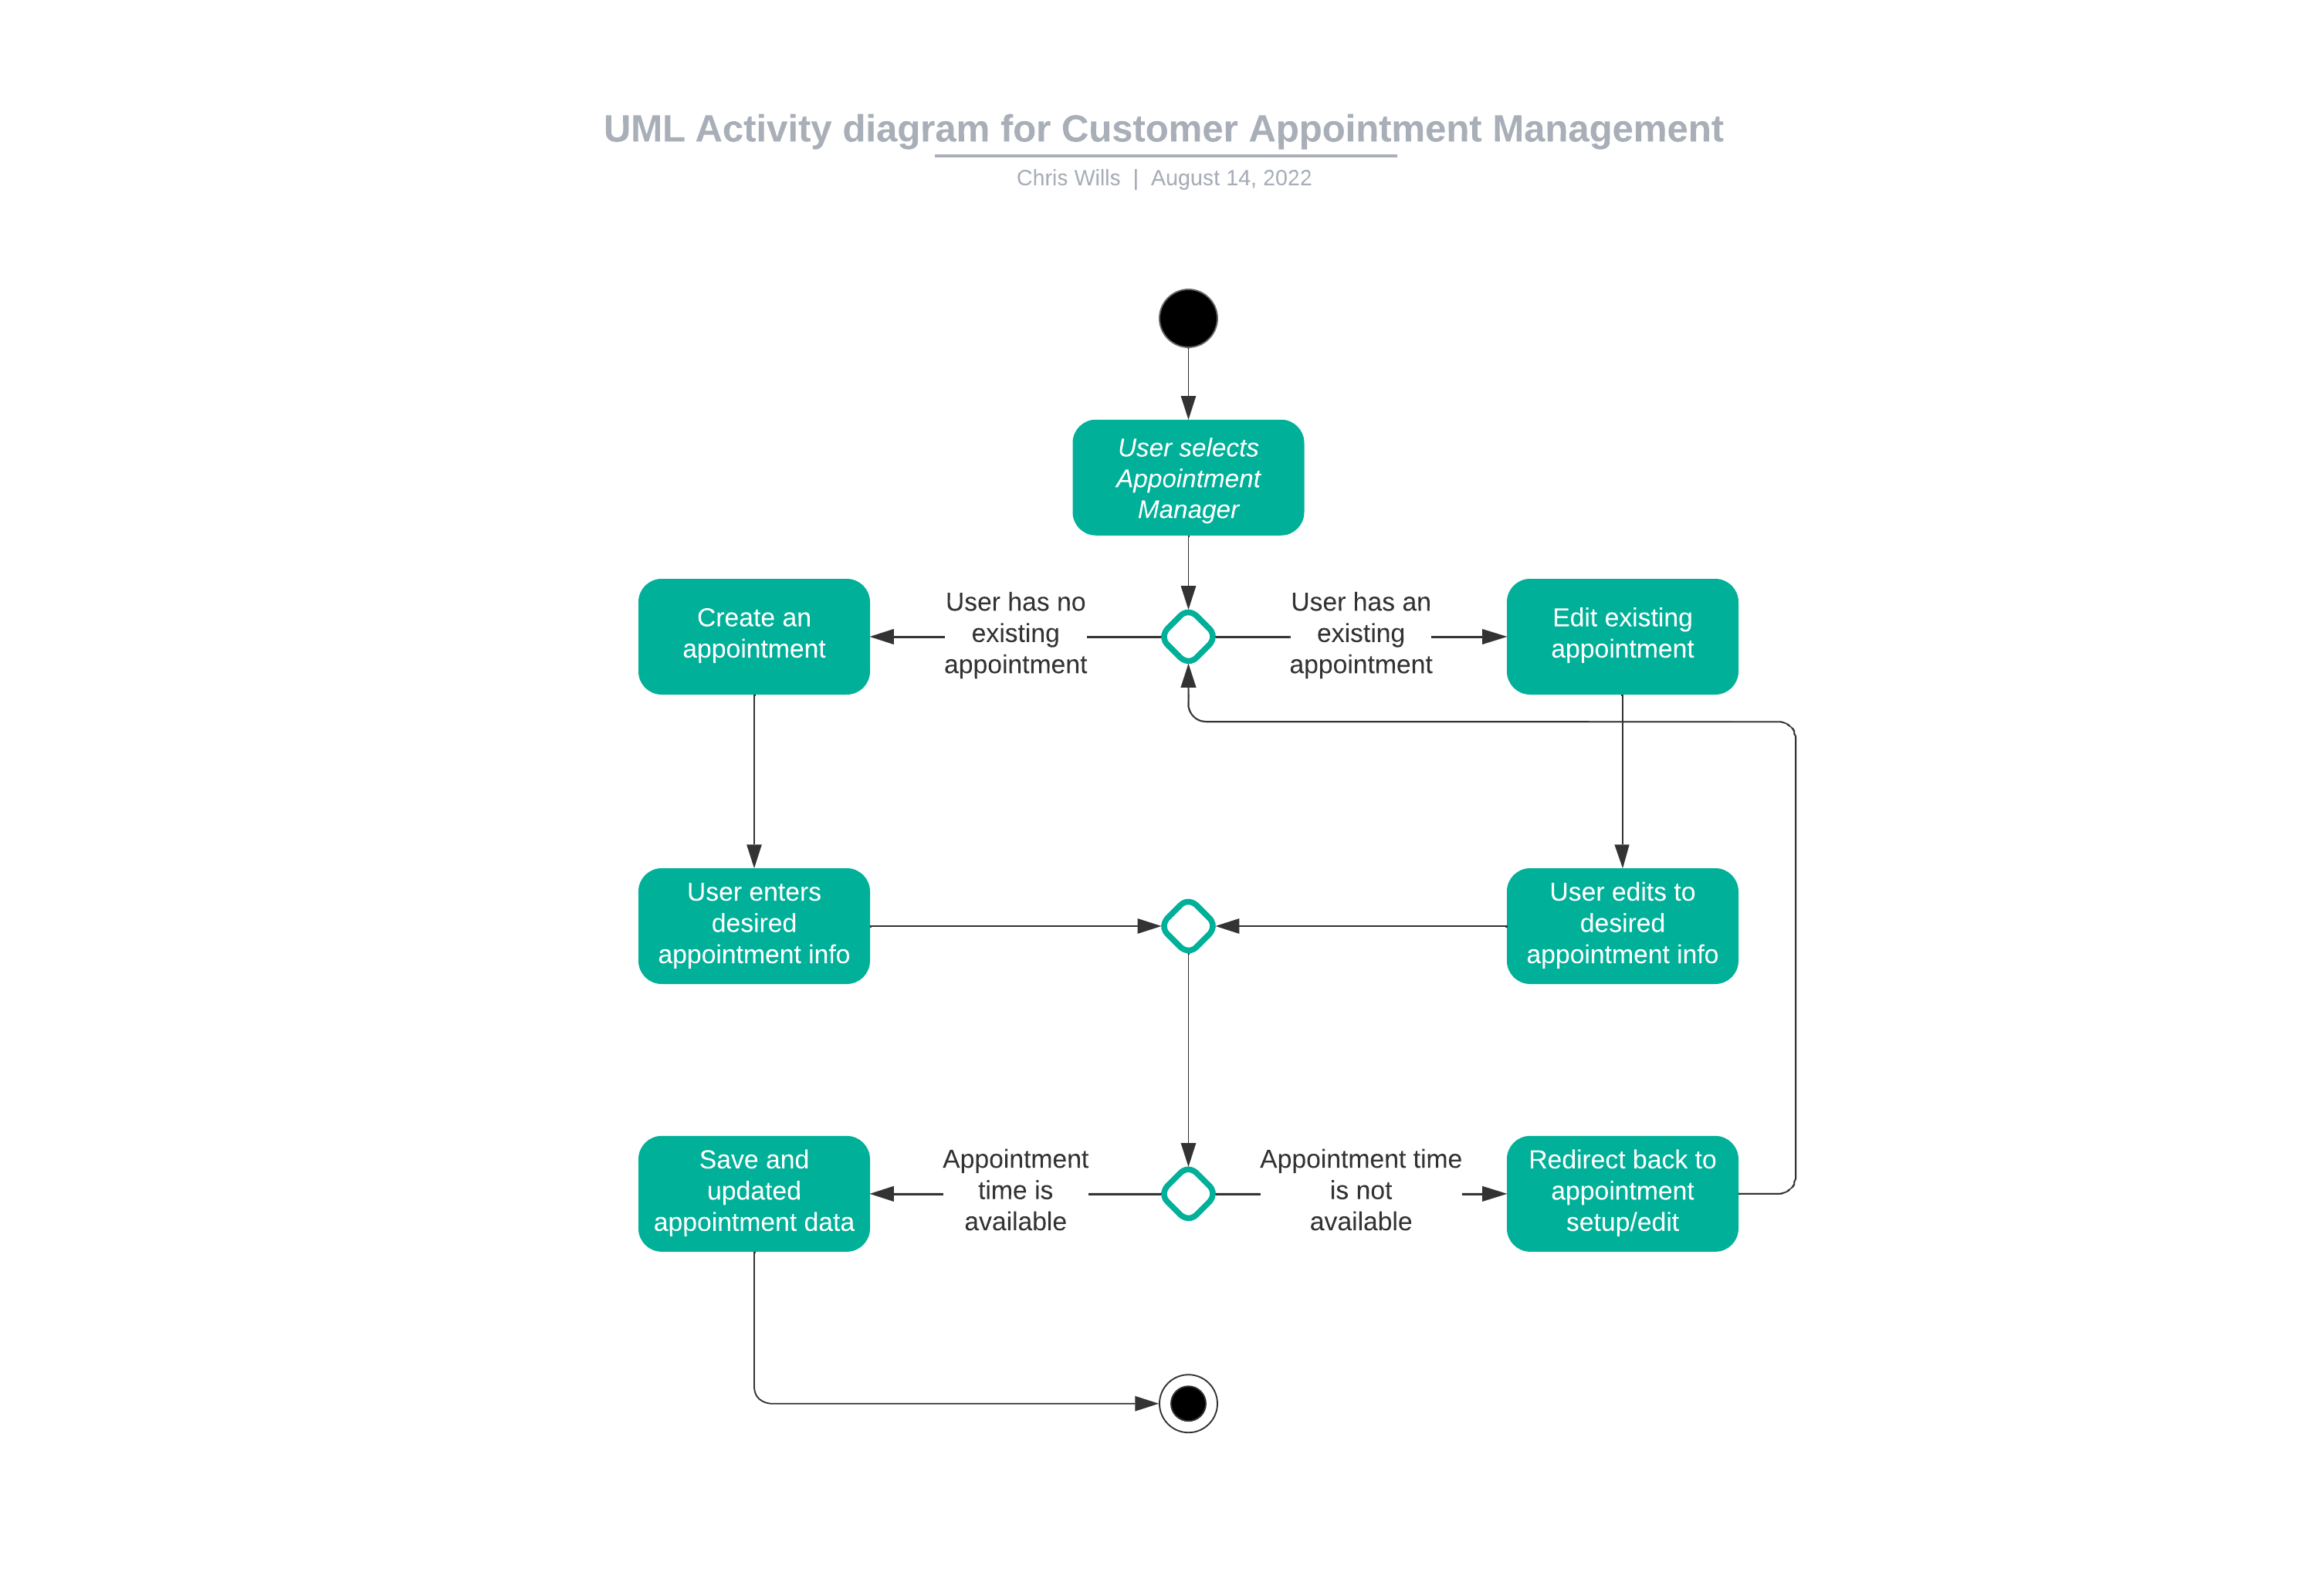 UML Activity diagram for Customer Appointment Management
Chris Wills | August 14, 2022
User selects
Appointment
Manager
Create an
appointment
User has no
existing
appointment
User has an
existing
appointment
Edit existing
appointment
User enters
desired
appointment info
User edits to
desired
appointment info
Save and
updated
appointment data
Appointment
time is
available
Appointment time
is not
available
Redirect back to
appointment
setup/edit